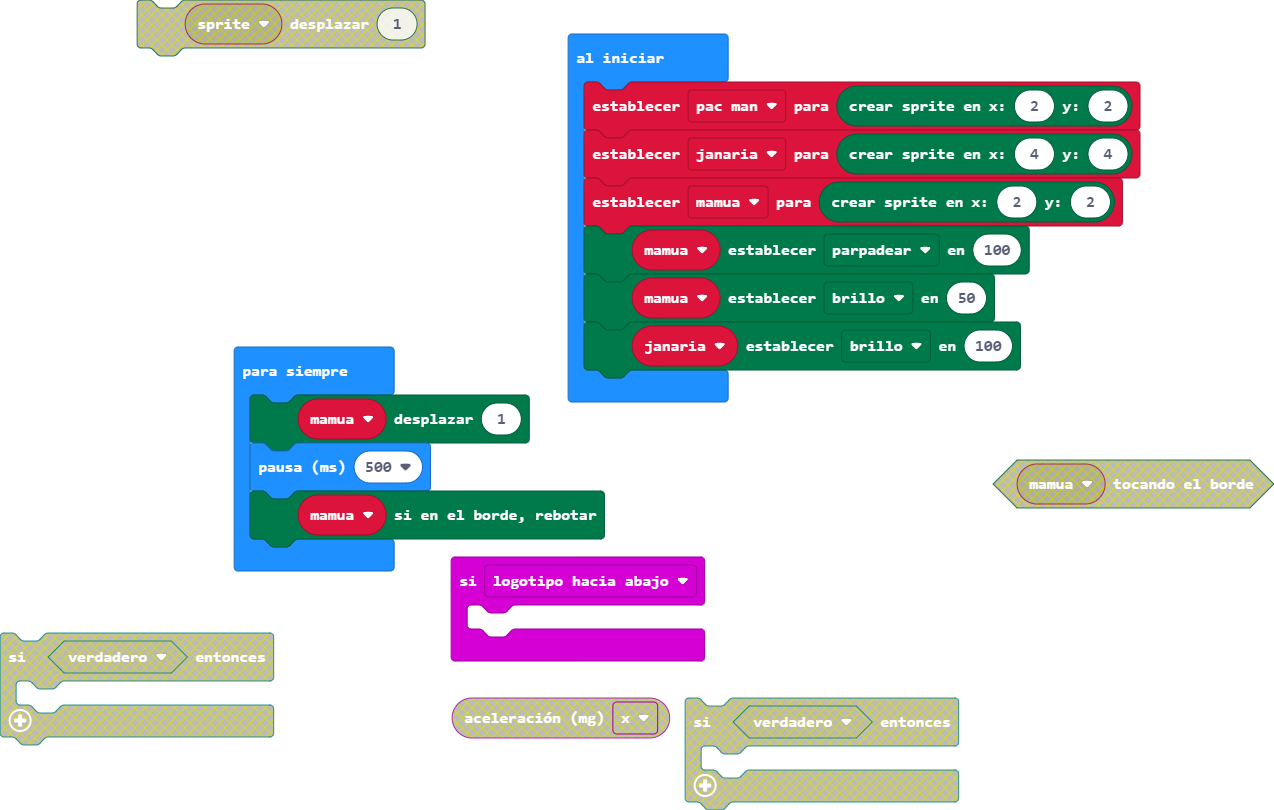 sprite desplazar 1
al iniciar
establecer pac man para crear sprite en x: 2 y: 2
establecer janaria para crear sprite en x: 4 y: 4
establecer mamua para crear sprite en x: 2 y: 2
mamua establecer parpadear en 100
mamua establecer brillo en 50
janaria establecer brillo en 100
para siempre
mamua desplazar 1
pausa (ms) 500
mamua si en el borde, rebotar
mamua tocando el borde
si logotipo hacia abajo
si verdadero entonces
aceleración (mg) x
si verdadero entonces